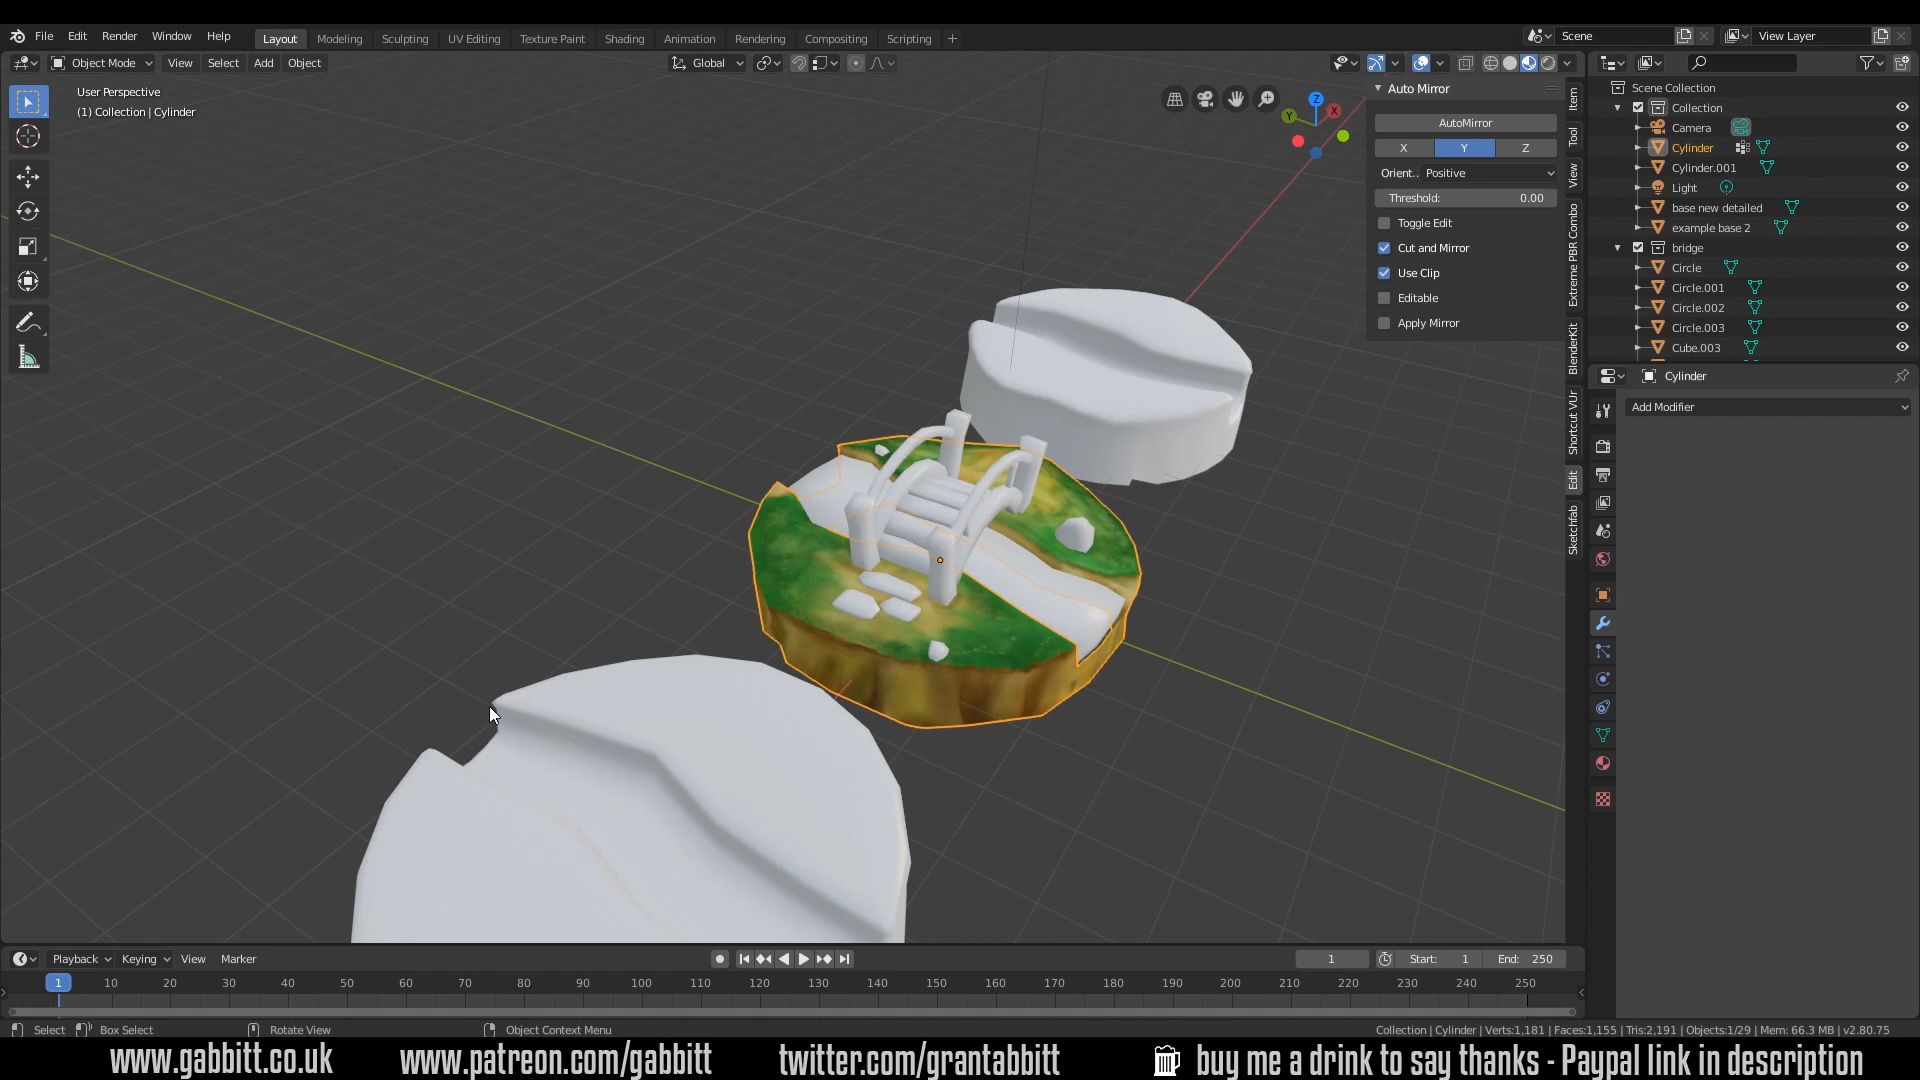 File Edit Render Window Help Layout Modeling Sculpting UV Editing Texture Paint Shading Animation Rendering Compositing Scripting + Scene View Layer
Object Mode View Select Add Object Global
User Perspective
(1) Collection | Cylinder
Z
X
Y
Auto Mirror
AutoMirror
X Y Z
Orient.. Positive
Threshold: 0.00
Toggle Edit
Cut and Mirror
Use Clip
Editable
Apply Mirror
Item
Tool
View
Extreme PBR Combo
BlenderKit
Shortcut VUr
Edit
Sketchfab
Scene Collection
Collection
Camera
Cylinder
Cylinder.001
Light
base new detailed
example base 2
bridge
Circle
Circle.001
Circle.002
Circle.003
Cube.003
Cylinder
Add Modifier
Playback Keying View Marker 1 Start: 1 End: 250
1 10 20 30 40 50 60 70 80 90 100 110 120 130 140 150 160 170 180 190 200 210 220 230 240 250
Select Box Select Rotate View Object Context Menu Collection | Cylinder | Verts:1,181 | Faces:1,155 | Tris:2,191 | Objects:1/29 | Mem: 66.3 MB | v2.80.75
www.gabbitt.co.uk www.patreon.com/gabbitt twitter.com/grantabbitt buy me a drink to say thanks - Paypal link in description